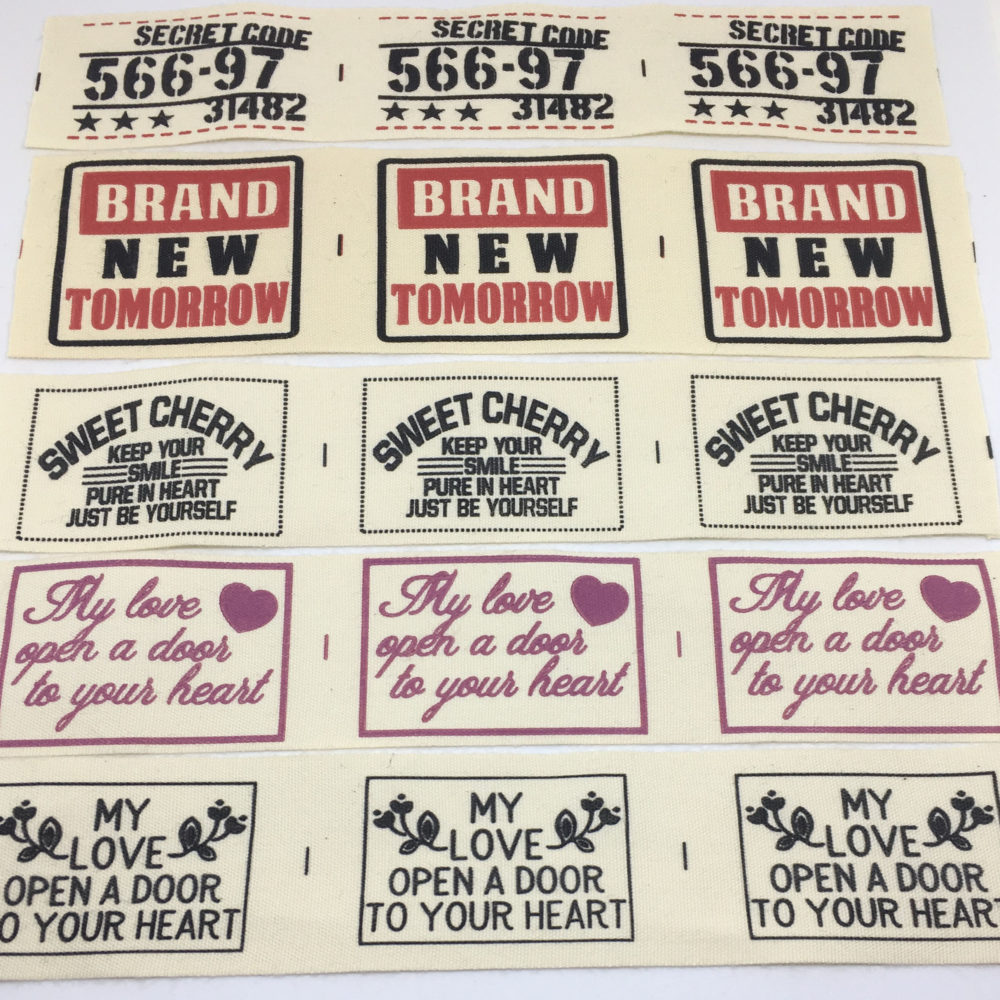 SECRET CODE
566-97
31482
SECRET CODE
566-97
31482
SECRET CODE
566-97
31482
BRAND
NEW
TOMORROW
BRAND
NEW
TOMORROW
BRAND
NEW
TOMORROW
SWEET CHERRY
KEEP YOUR
SMILE
PURE IN HEART
JUST BE YOURSELF
SWEET CHERRY
KEEP YOUR
SMILE
PURE IN HEART
JUST BE YOURSELF
SWEET CHERRY
KEEP YOUR
SMILE
PURE IN HEART
JUST BE YOURSELF
My love
open a door
to your heart
My love
open a door
to your heart
My love
open a door
to your heart
MY
LOVE
OPEN A DOOR
TO YOUR HEART
MY
LOVE
OPEN A DOOR
TO YOUR HEART
MY
LOVE
OPEN A DOOR
TO YOUR HEART